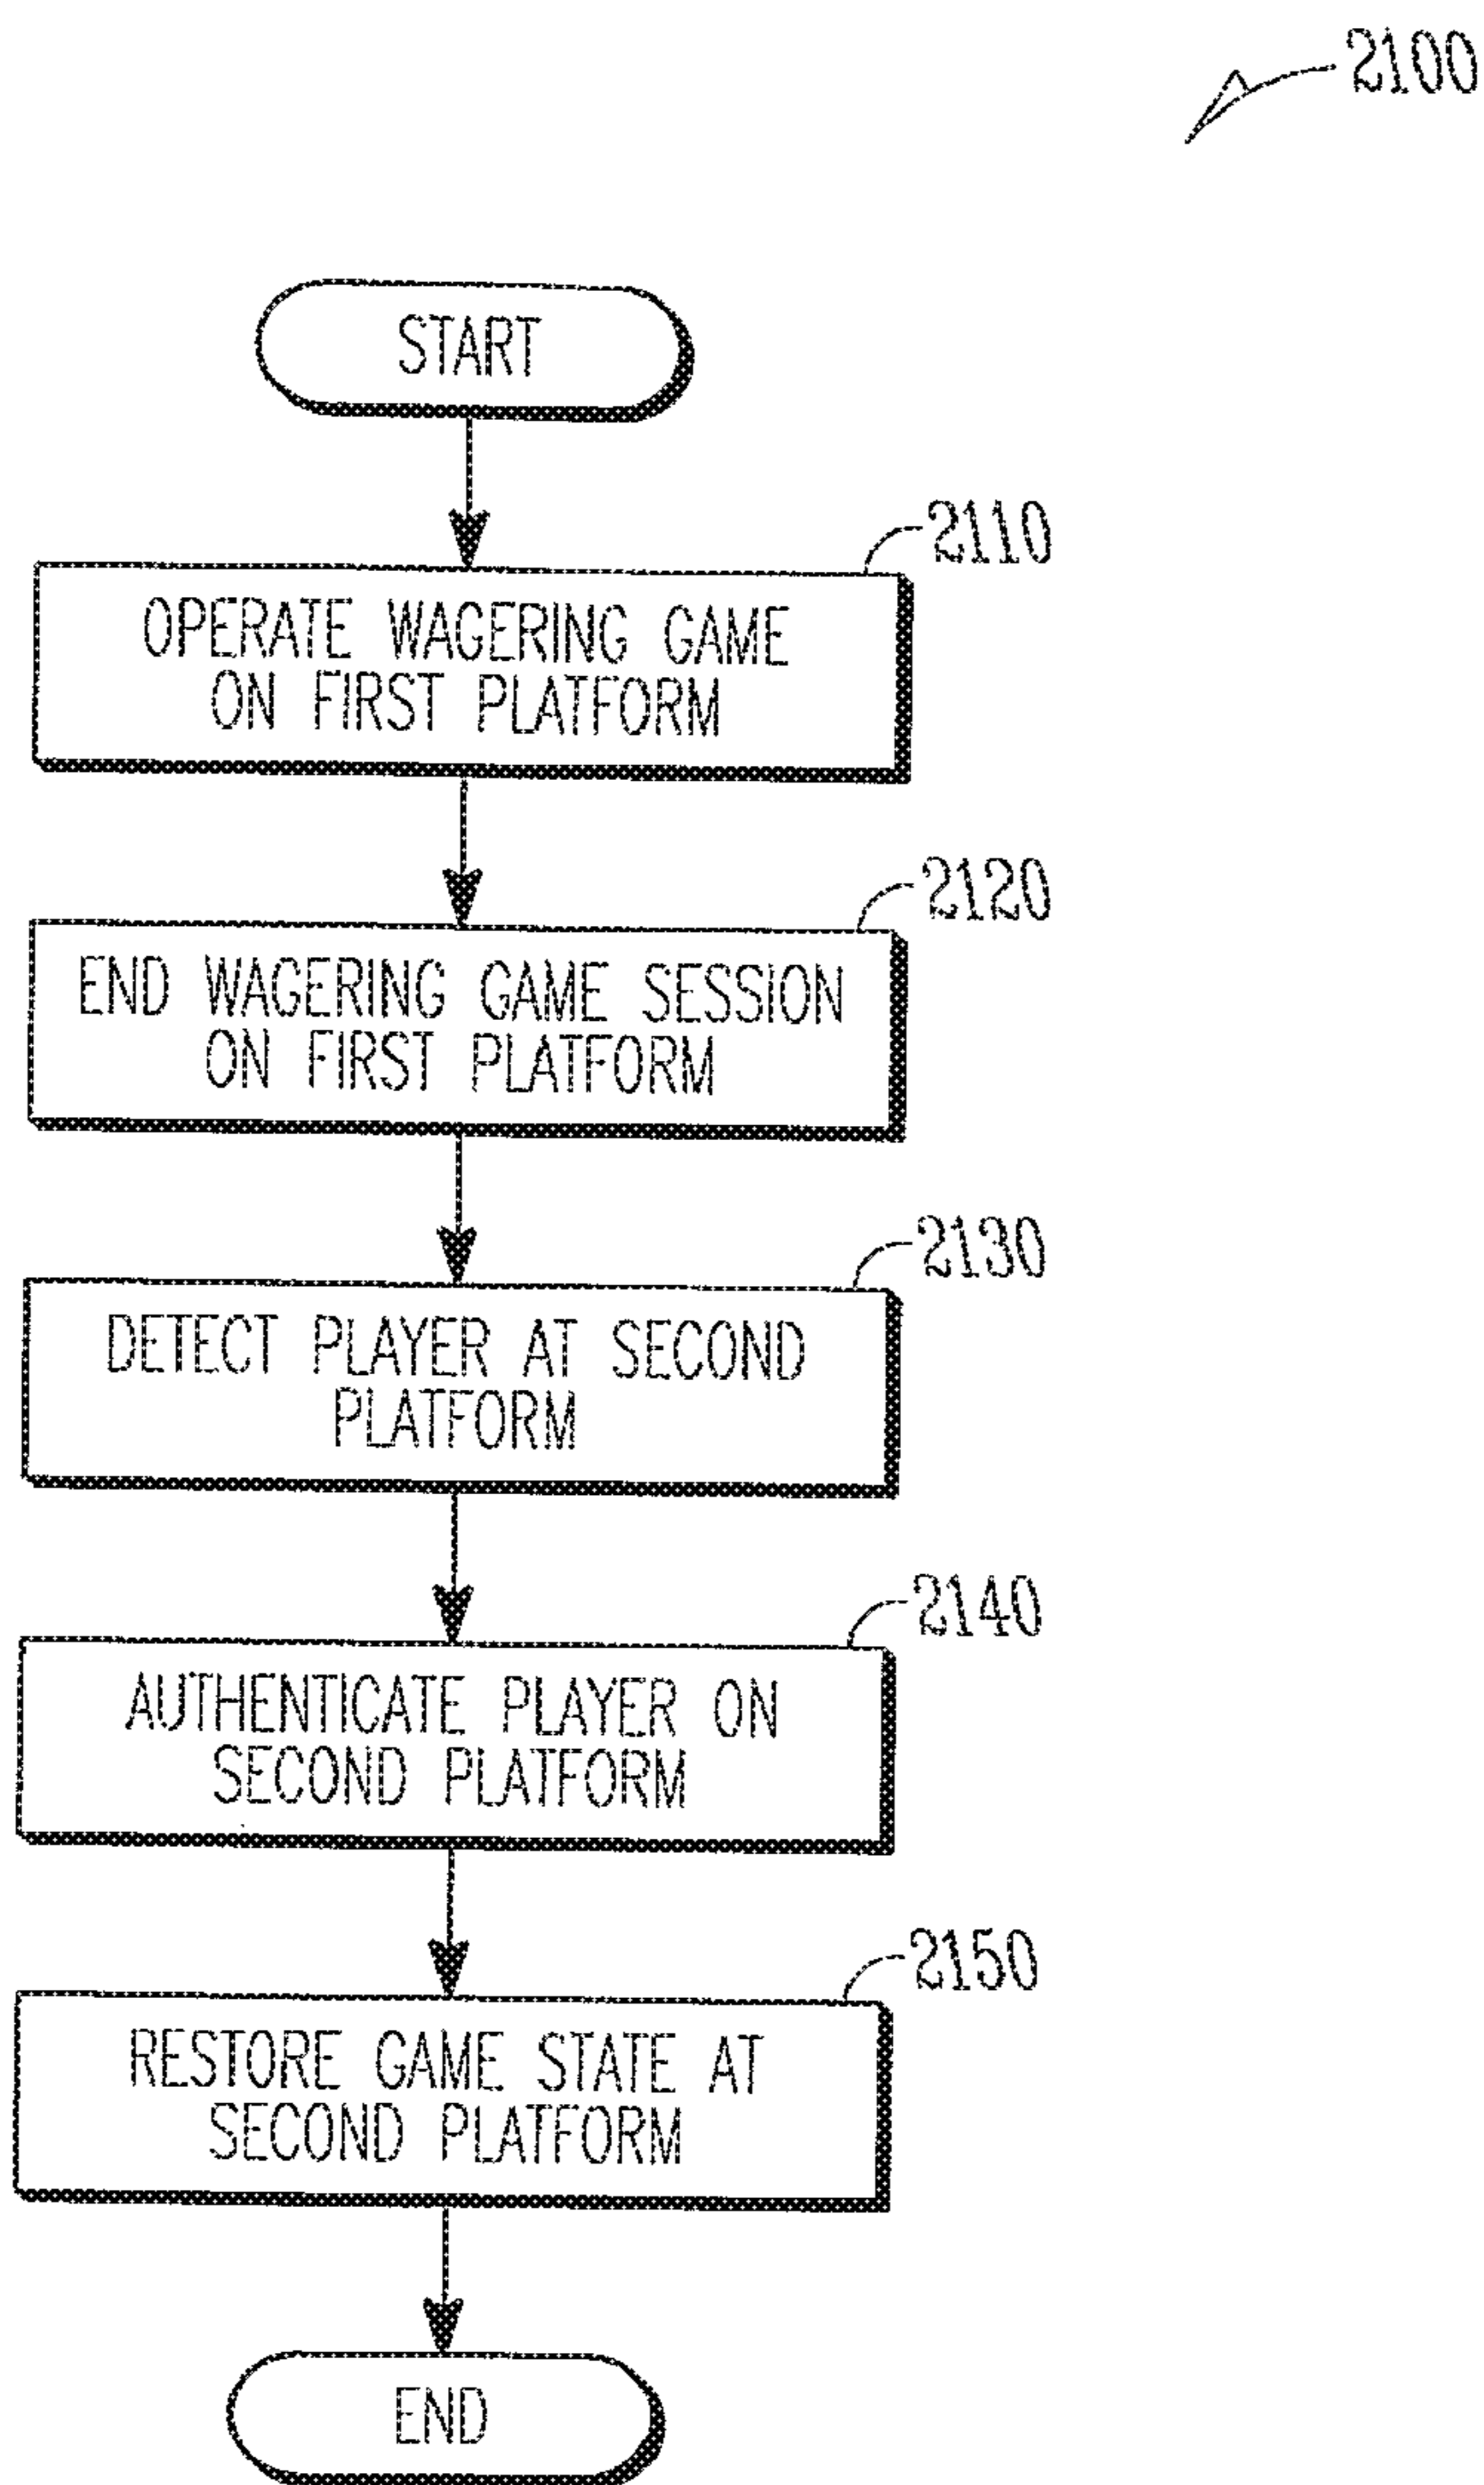 2100
START
2110
OPERATE WAGERING GAME
ON FIRST PLATFORM
2120
END WAGERING GAME SESSION
ON FIRST PLATFORM
2130
DETECT PLAYER AT SECOND
PLATFORM
2140
AUTHENTICATE PLAYER ON
SECOND PLATFORM
2150
RESTORE GAME STATE AT
SECOND PLATFORM
END